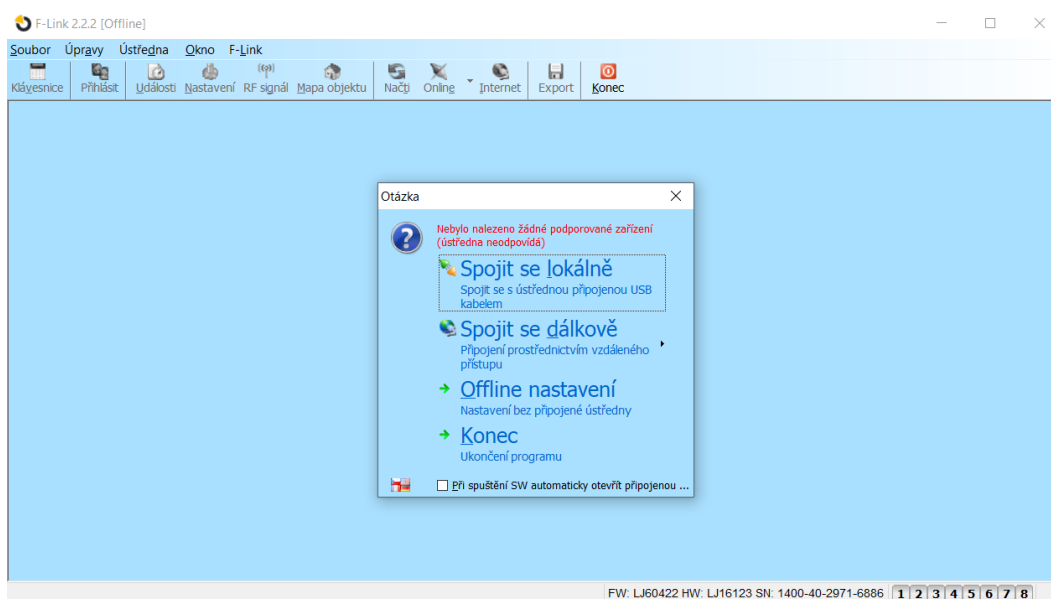 F-Link 2.2.2 [Offline]
Soubor Úpravy Ústředna Okno F-Link
Klávesnice Přihlásit Události Nastavení RF signál Mapa objektu Načti Online Internet Export Konec
Otázka
Nebylo nalezeno žádné podporované zařízení
(ústředna neodpovídá)
Spojit se lokálně
Spojit se s ústřednou připojenou USB
kabelem
Spojit se dálkově
Připojení prostřednictvím vzdáleného
přístupu
Offline nastavení
Nastavení bez připojené ústředny
Konec
Ukončení programu
Při spuštění SW automaticky otevřít připojenou ...
FW: LJ60422 HW: LJ16123 SN: 1400-40-2971-6886 1 2 3 4 5 6 7 8